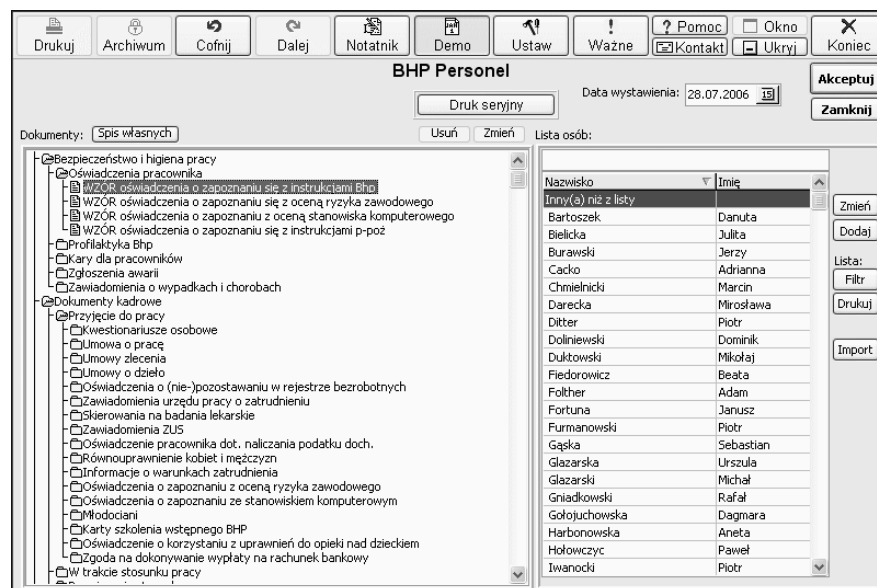 Drukuj Archiwum Cofnij Dalej Notatnik Demo Ustaw Ważne ? Pomoc Kontakt Okno Ukryj Koniec
BHP Personel
Druk seryjny
Data wystawienia: 28.07.2006 15
Akceptuj
Zamknij
Dokumenty: Spis własnych Usuń Zmień Lista osób:
Bezpieczeństwo i higiena pracy
Oświadczenia pracownika
WZÓR oświadczenia o zapoznaniu się z instrukcjami Bhp
WZÓR oświadczenia o zapoznaniu się z oceną ryzyka zawodowego
WZÓR oświadczenia o zapoznaniu z oceną stanowiska komputerowego
WZÓR oświadczenia o zapoznaniu się z instrukcjami p-poż
Profilaktyka Bhp
Kary dla pracowników
Zgłoszenia awarii
Zawiadomienia o wypadkach i chorobach
Dokumenty kadrowe
Przyjęcie do pracy
Kwestionariusze osobowe
Umowa o pracę
Umowy zlecenia
Umowy o dzieło
Oświadczenia o (nie-)pozostawaniu w rejestrze bezrobotnych
Zawiadomienia urzędu pracy o zatrudnieniu
Skierowania na badania lekarskie
Zawiadomienia ZUS
Oświadczenie pracownika dot. naliczania podatku doch.
Równouprawnienie kobiet i mężczyzn
Informacje o warunkach zatrudnienia
Oświadczenia o zapoznaniu z oceną ryzyka zawodowego
Oświadczenia o zapoznaniu ze stanowiskiem komputerowym
Młodociani
Karty szkolenia wstępnego BHP
Oświadczenie o korzystaniu z uprawnień do opieki nad dzieckiem
Zgoda na dokonywanie wypłaty na rachunek bankowy
W trakcie stosunku pracy
Nazwisko Imię
Inny(a) niż z listy
Bartoszek Danuta
Bielicka Julita
Burawski Jerzy
Cacko Adrianna
Chmielnicki Marcin
Darecka Mirosława
Ditter Piotr
Doliniewski Dominik
Duktowski Mikołaj
Fiedorowicz Beata
Folther Adam
Fortuna Janusz
Furmanowski Piotr
Gąska Sebastian
Glazarska Urszula
Glazarski Michał
Gniadkowski Rafał
Gołojuchowska Dagmara
Harbonowska Aneta
Hołowczyc Paweł
Iwanocki Piotr
Zmień
Dodaj
Lista:
Filtr
Drukuj
Import